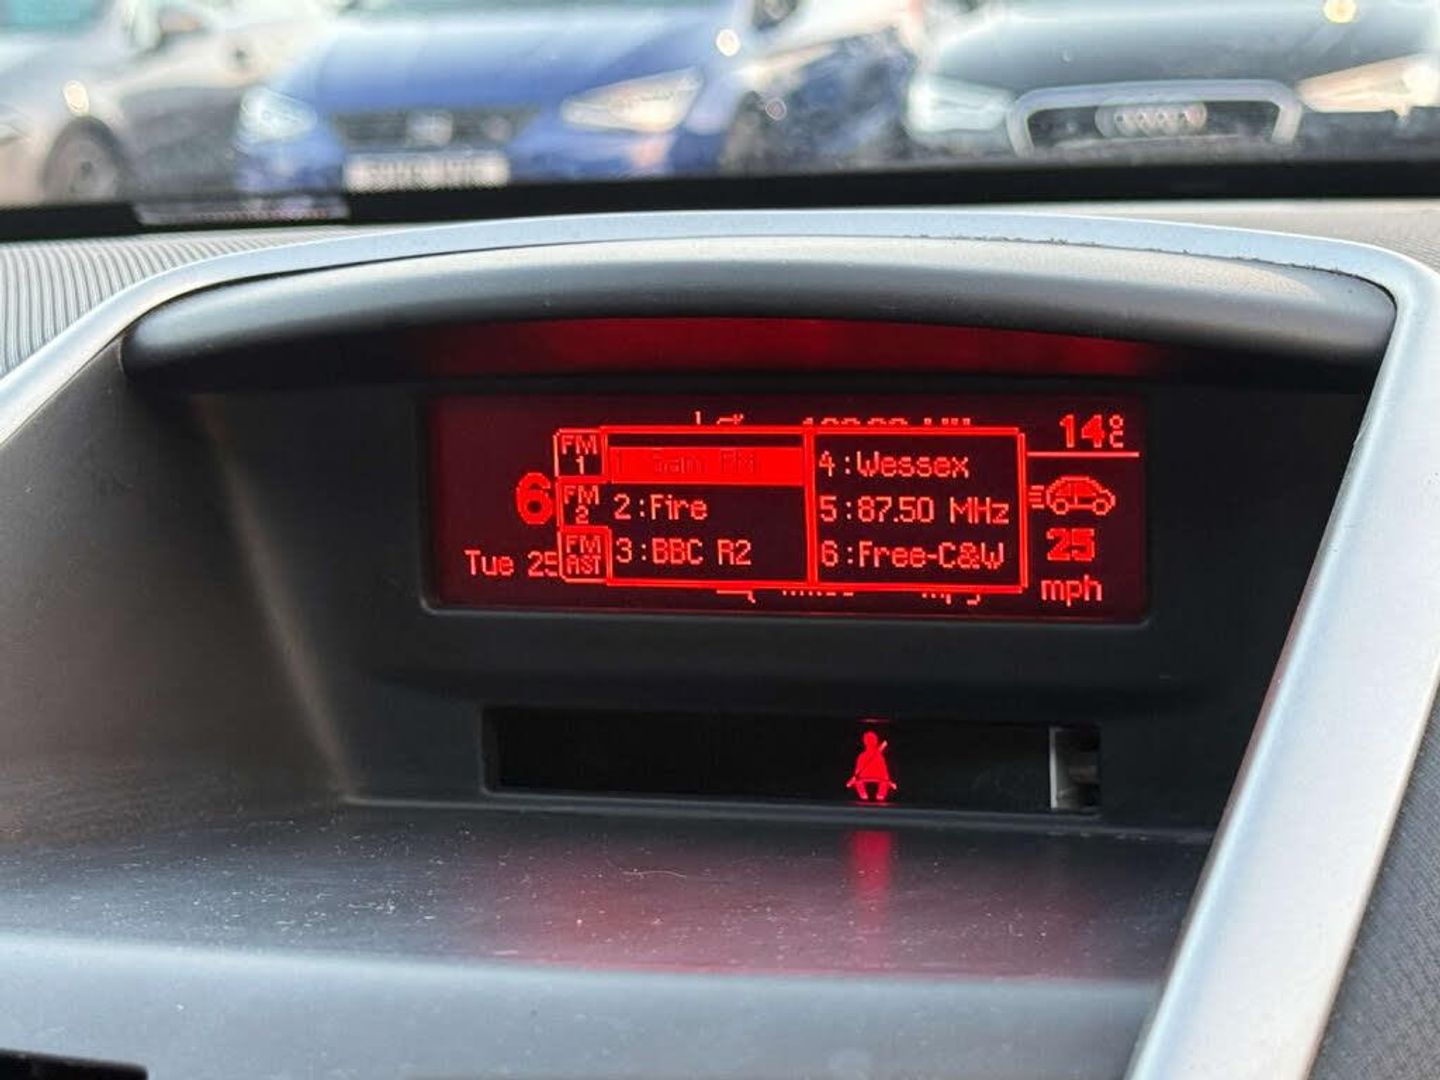 14°C
FM
1
4:Wessex
6
FM
2
2:Fire
5:87.50 MHz
25
Tue 25
FM
AST
3:BBC R2
6:Free-C&W
mph